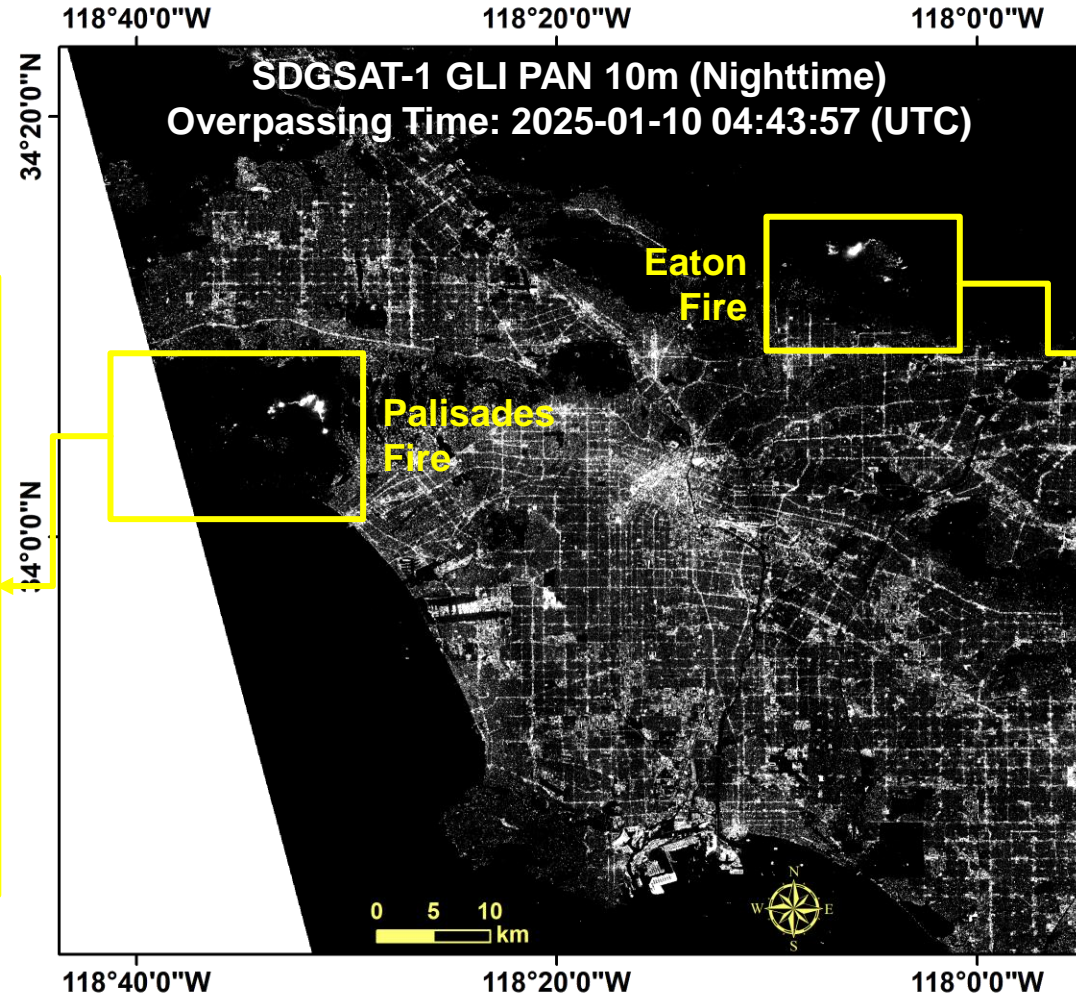 118°40'0"W 118°20'0"W 118°0'0"W
SDGSAT-1 GLI PAN 10m (Nighttime)
Overpassing Time: 2025-01-10 04:43:57 (UTC)
34°20'0"N
Eaton
Fire
Palisades
Fire
34°0'0"N
N
W E
S
0 5 10
km
118°40'0"W 118°20'0"W 118°0'0"W